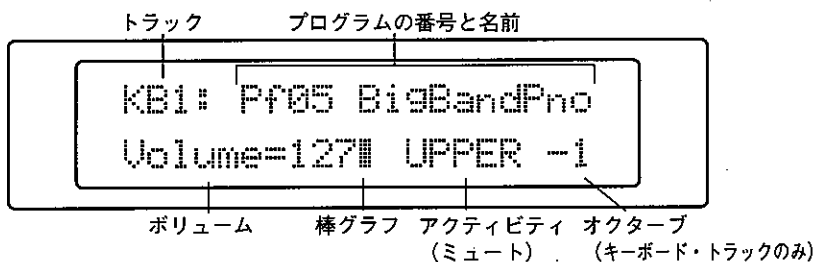 トラック プログラムの番号と名前
KB1: Pf05 BigBandPno
Volume=127 UPPER -1
ボリューム 棒グラフ アクティビティ オクターブ
(ミュート) (キーボード・トラックのみ)